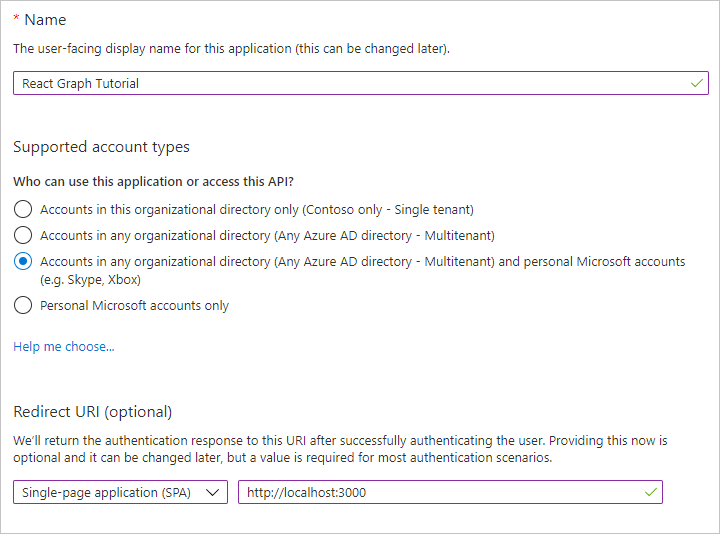 * Name
The user-facing display name for this application (this can be changed later).
React Graph Tutorial
Supported account types
Who can use this application or access this API?
Accounts in this organizational directory only (Contoso only - Single tenant)
Accounts in any organizational directory (Any Azure AD directory - Multitenant)
Accounts in any organizational directory (Any Azure AD directory - Multitenant) and personal Microsoft accounts
(e.g. Skype, Xbox)
Personal Microsoft accounts only
Help me choose...
Redirect URI (optional)
We'll return the authentication response to this URI after successfully authenticating the user. Providing this now is
optional and it can be changed later, but a value is required for most authentication scenarios.
Single-page application (SPA) http://localhost:3000